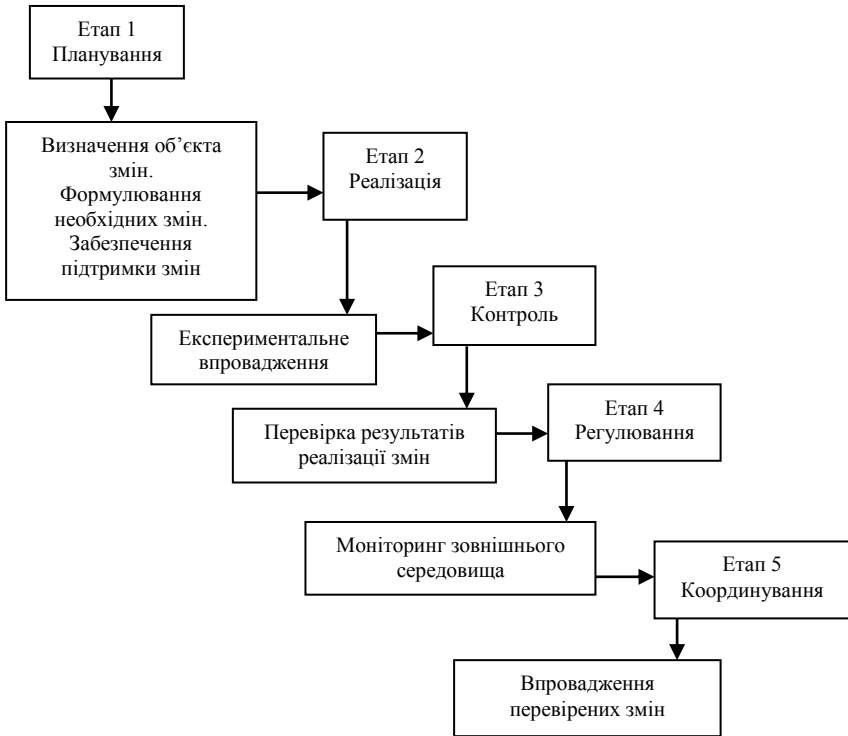 Етап 1
Планування
Визначення об’єкта
змін.
Формулювання
необхідних змін.
Забезпечення
підтримки змін
Етап 2
Реалізація
Експериментальне
впровадження
Етап 3
Контроль
Перевірка результатів
реалізації змін
Етап 4
Регулювання
Моніторинг зовнішнього
середовища
Етап 5
Координування
Впровадження
перевірених змін